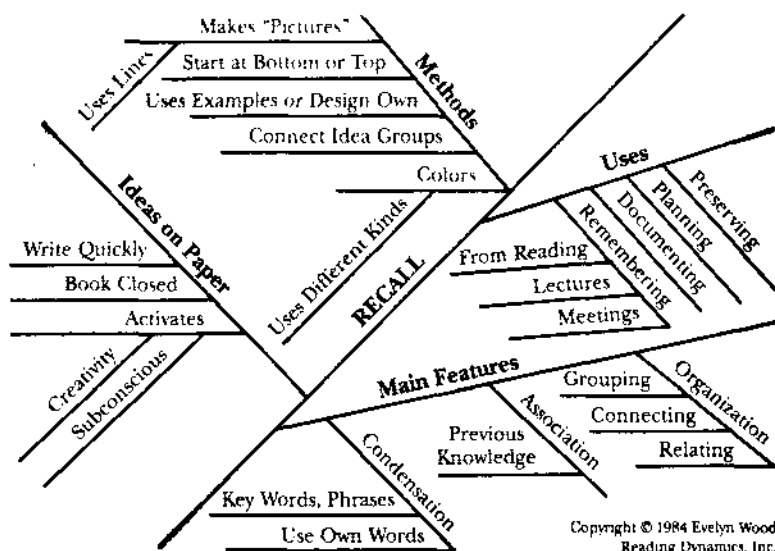 Makes "Pictures"
Uses Lines
Start at Bottom or Top
Uses Examples or Design Own
Connect Idea Groups
Colors
Uses Different Kinds
Methods
Ideas on Paper
Write Quickly
Book Closed
Activates
Creativity
Subconscious
RECALL
Uses
Preserving
Planning
Documenting
Remembering
From Reading
Lectures
Meetings
Main Features
Organization
Grouping
Connecting
Relating
Association
Previous
Knowledge
Condensation
Key Words, Phrases
Use Own Words
Copyright © 1984 Evelyn Wood
Reading Dynamics, Inc.